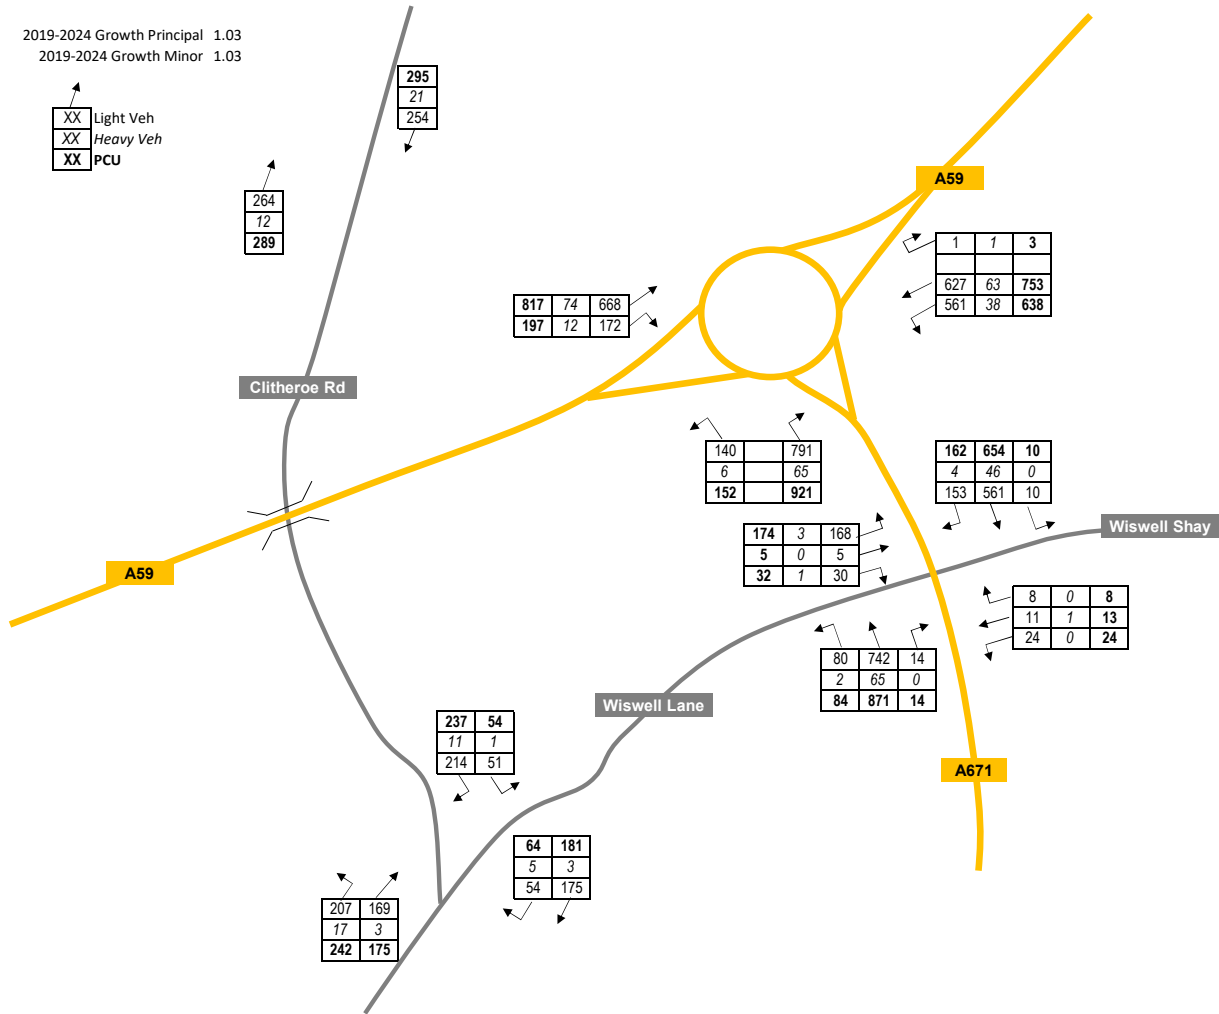 2019-2024 Growth Principal 1.03
2019-2024 Growth Minor 1.03
XX Light Veh
XX Heavy Veh
XX PCU
295
21
254
264
12
289
A59
1 1 3
627 63 753
561 38 638
817 74 668
197 12 172
Clitheroe Rd
140 791
6 65
152 921
162 654 10
4 46 0
153 561 10
Wiswell Shay
174 3 168
5 0 5
32 1 30
A59
8 0 8
11 1 13
24 0 24
80 742 14
2 65 0
84 871 14
Wiswell Lane
237 54
11 1
214 51
A671
64 181
5 3
54 175
207 169
17 3
242 175